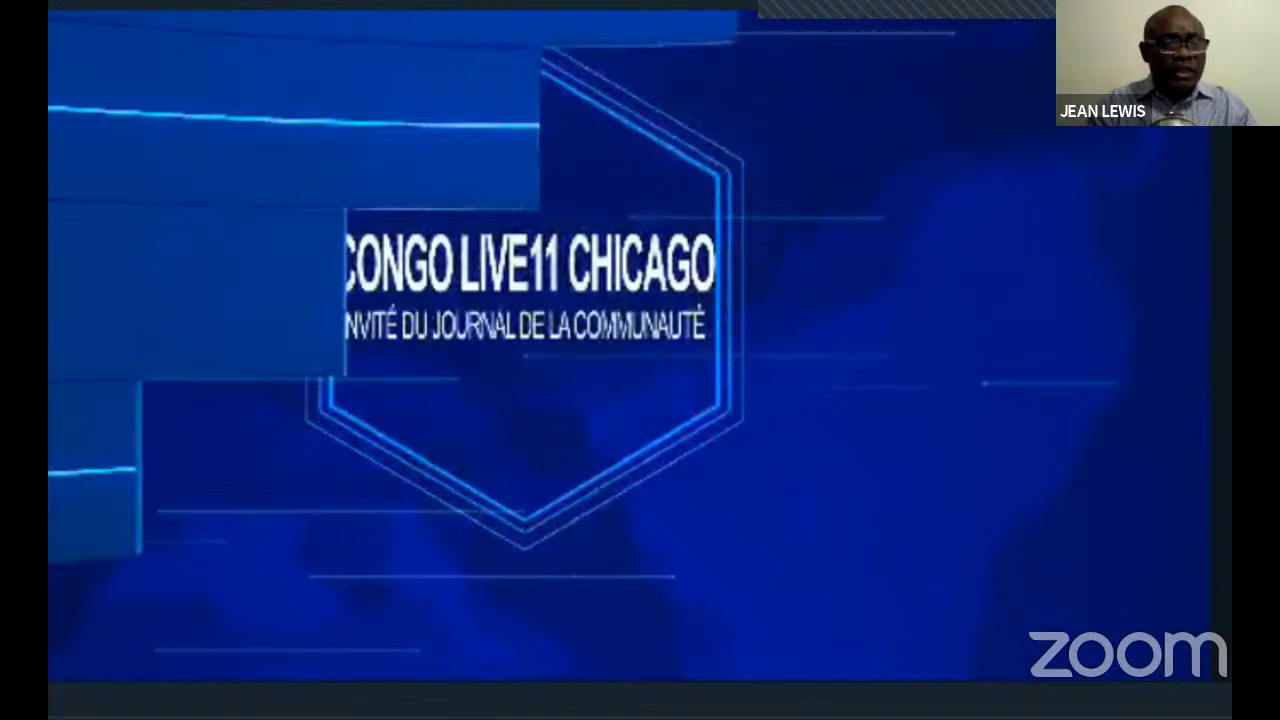 JEAN LEWIS
CONGO LIVE11 CHICAGO
NVITÉ DU JOURNAL DE LA COMMUNAUTÉ
zoom